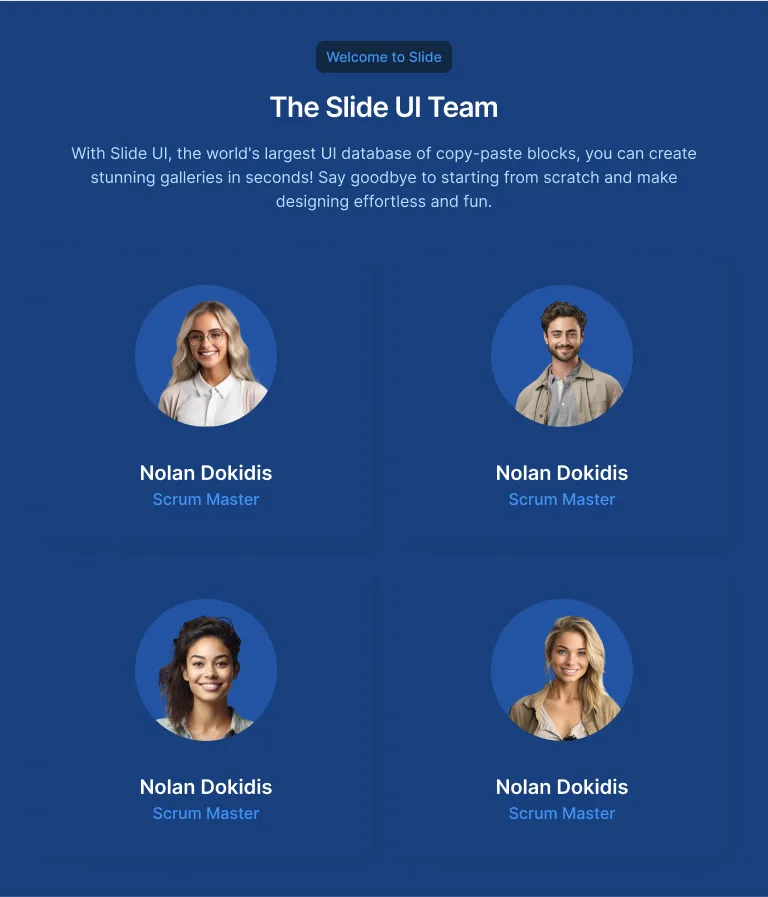 Welcome to Slide
The Slide UI Team
With Slide UI, the world's largest UI database of copy-paste blocks, you can create
stunning galleries in seconds! Say goodbye to starting from scratch and make
designing effortless and fun.
Nolan Dokidis
Scrum Master
Nolan Dokidis
Scrum Master
Nolan Dokidis
Scrum Master
Nolan Dokidis
Scrum Master